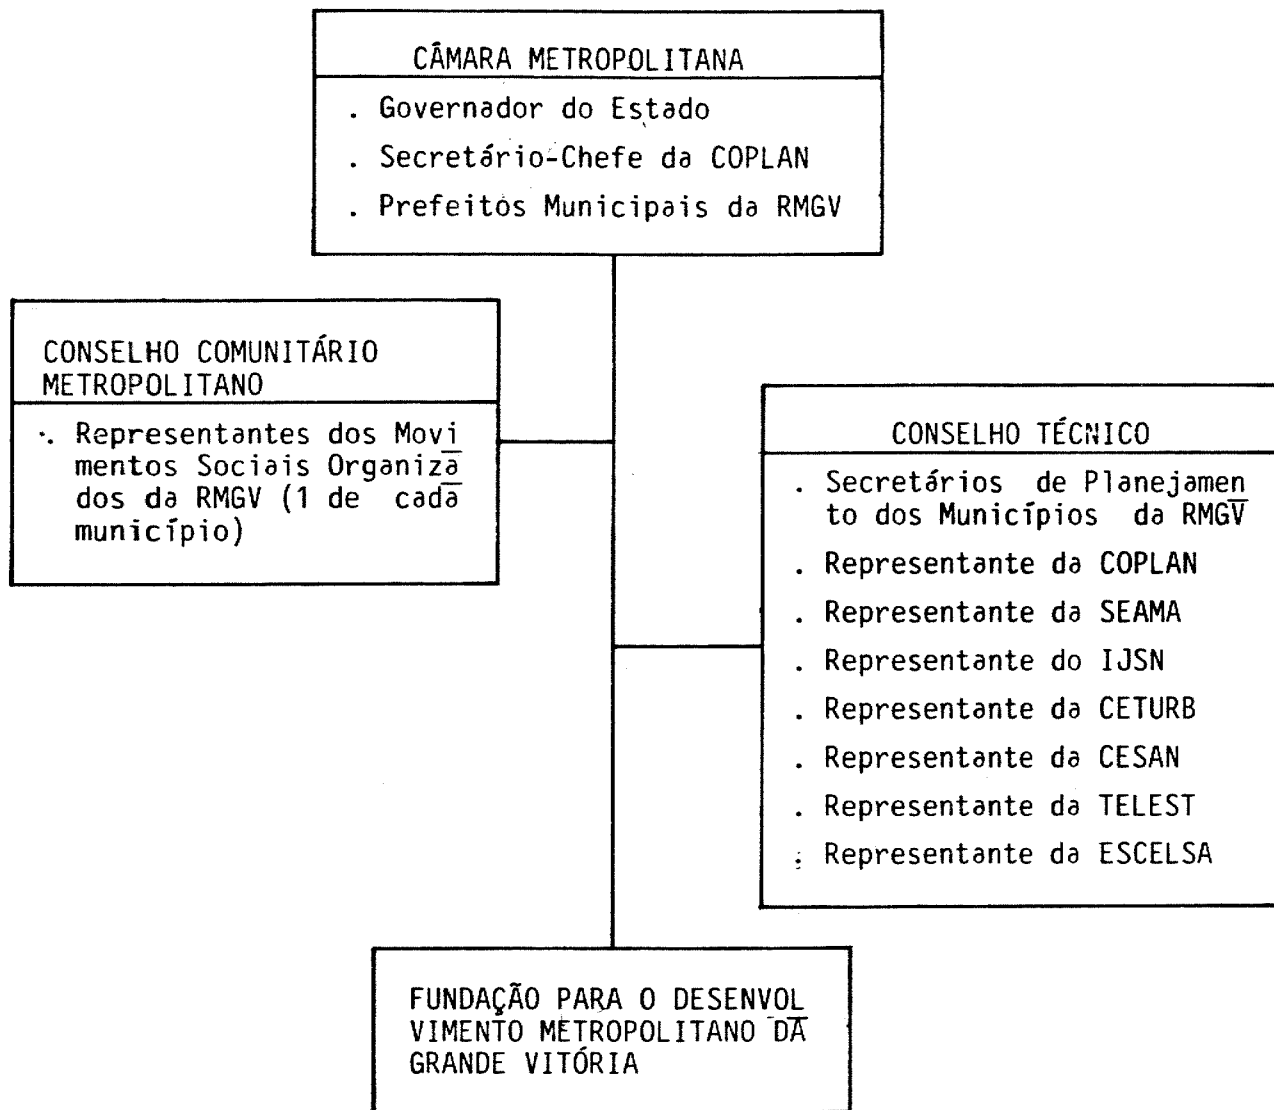 CÂMARA METROPOLITANA
. Governador do Estado
. Secretário-Chefe da COPLAN
. Prefeitos Municipais da RMGV
CONSELHO COMUNITÁRIO
METROPOLITANO
. Representantes dos Movi
mentos Sociais Organiza
dos da RMGV (1 de cada
município)
CONSELHO TÉCNICO
. Secretários de Planejamen
to dos Municípios da RMGV
. Representante da COPLAN
. Representante da SEAMA
. Representante do IJSN
. Representante da CETURB
. Representante da CESAN
. Representante da TELEST
. Representante da ESCELSA
FUNDAÇÃO PARA O DESENVOL
VIMENTO METROPOLITANO DA
GRANDE VITÓRIA